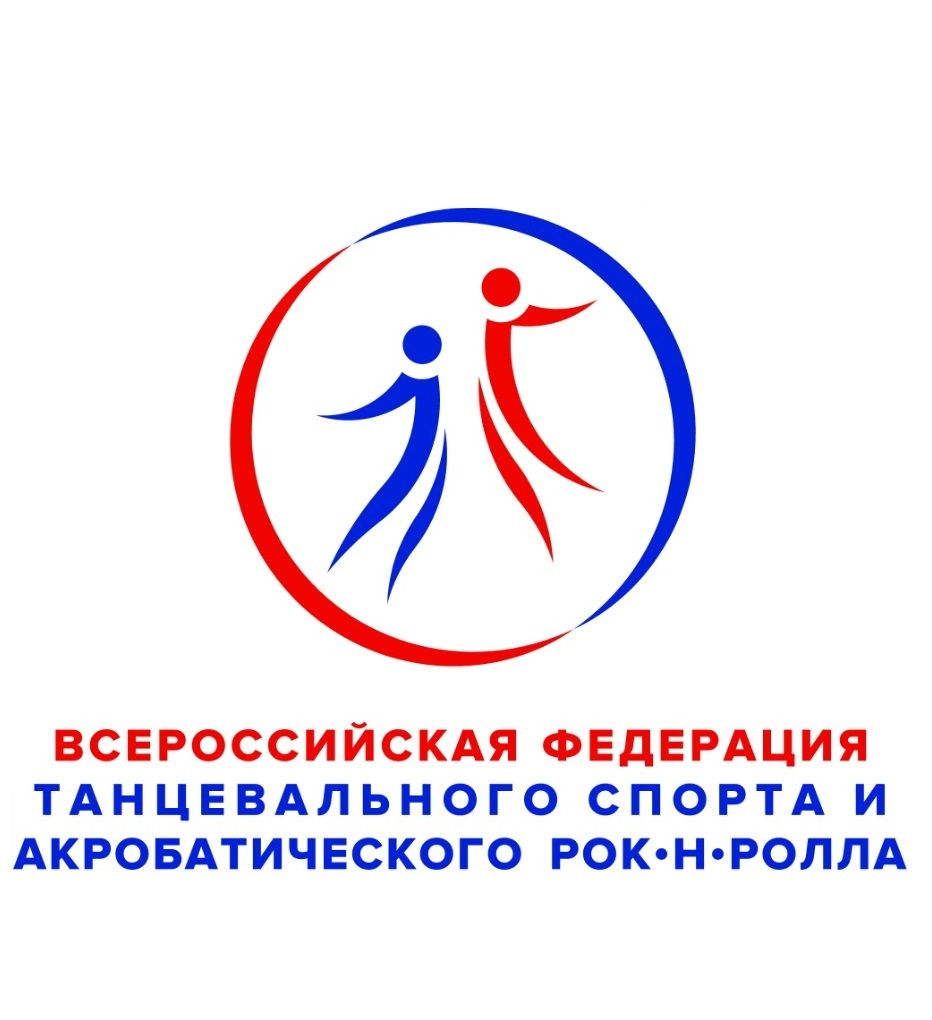 ВСЕРОССИЙСКАЯ ФЕДЕРАЦИЯ
ТАНЦЕВАЛЬНОГО СПОРТА И
АКРОБАТИЧЕСКОГО РОК•Н•РОЛЛА